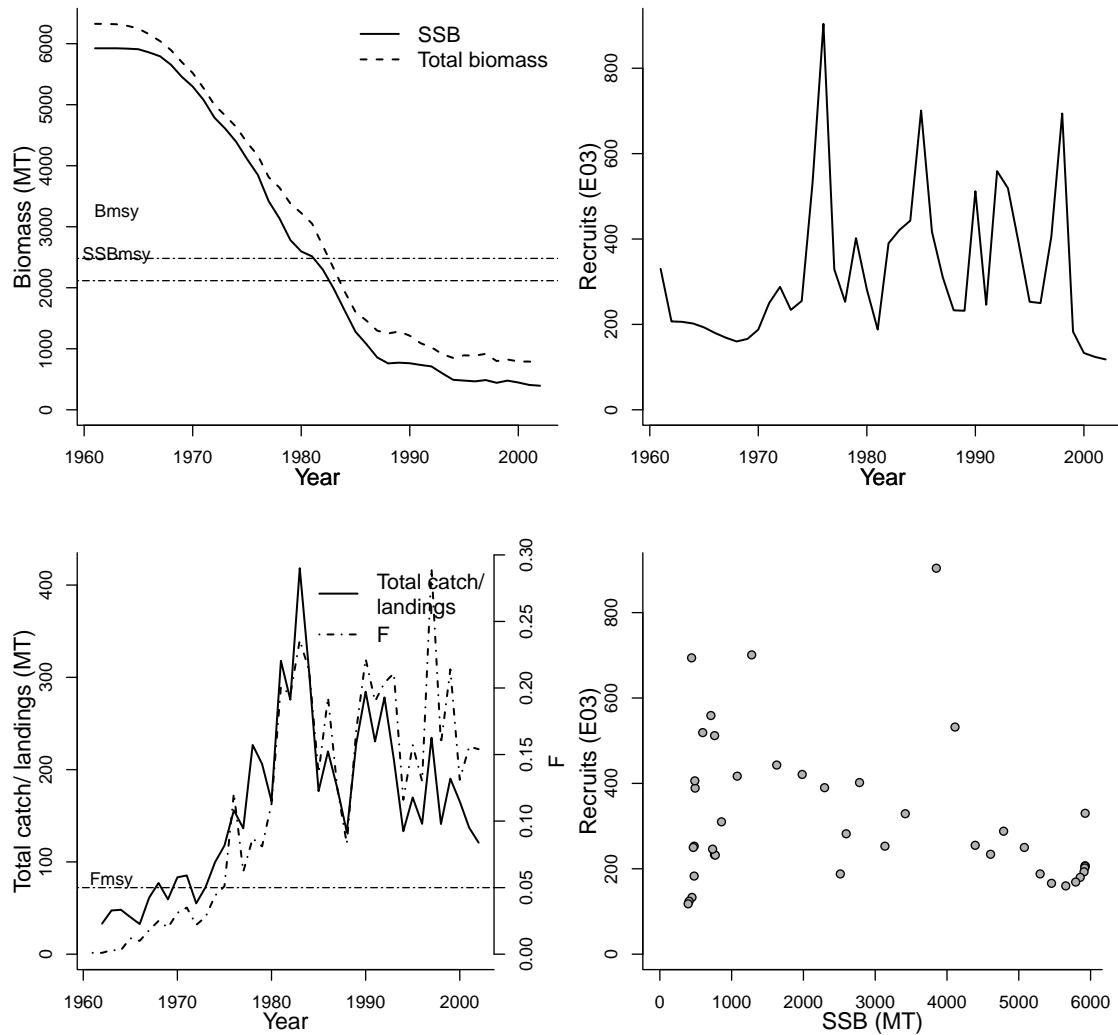 SSB
Total biomass
Bmsy
SSBmsy
Biomass (MT)
0
1000
2000
3000
4000
5000
6000
1960 1970 1980 1990 2000
Year
Recruits (E03)
0
200
400
600
800
1960 1970 1980 1990 2000
Year
Total catch/
landings
F
Fmsy
Total catch/ landings (MT)
0
100
200
300
400
F
0.00
0.05
0.10
0.15
0.20
0.25
0.30
1960 1970 1980 1990 2000
Year
Recruits (E03)
0
200
400
600
800
0 1000 2000 3000 4000 5000 6000
SSB (MT)